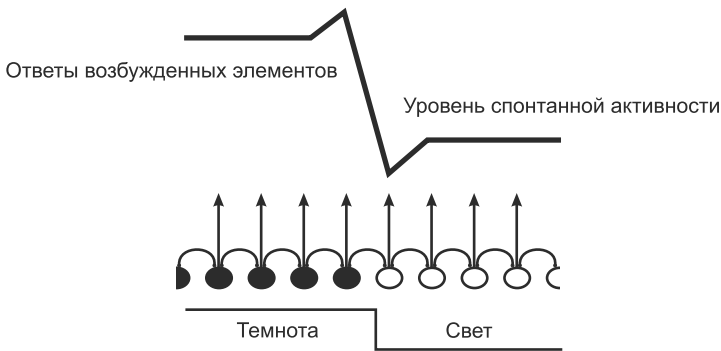 Ответы возбужденных элементов
Уровень спонтанной активности
Темнота
Свет